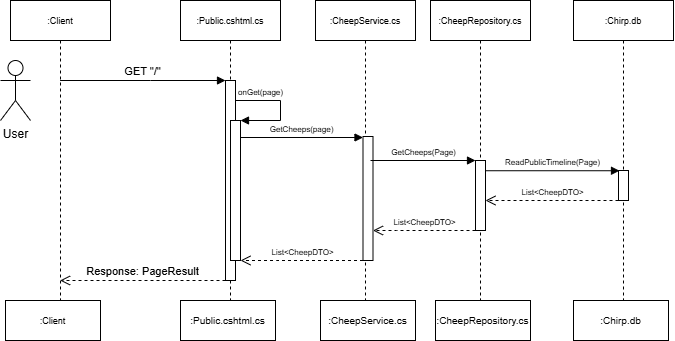 :Client
:Public.cshtml.cs
:CheepService.cs
:CheepRepository.cs
:Chirp.db
GET "/"
onGet(page)
User
GetCheeps(page)
GetCheeps(Page)
ReadPublicTimeline(Page)
List<CheepDTO>
List<CheepDTO>
List<CheepDTO>
Response: PageResult
:Client
:Public.cshtml.cs
:CheepService.cs
:CheepRepository.cs
:Chirp.db